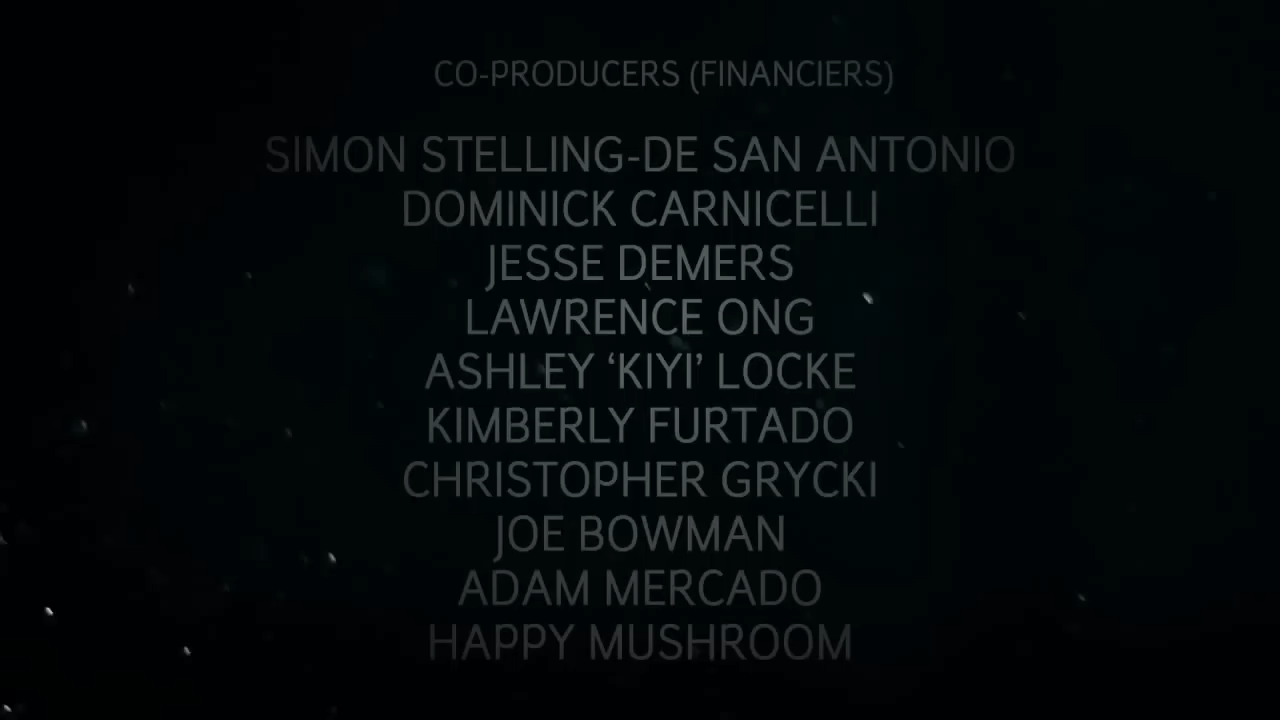 CO-PRODUCERS (FINANCIERS)
SIMON STELLING-DE SAN ANTONIO
DOMINICK CARNICELLI
JESSE DEMERS
LAWRENCE ONG
ASHLEY ‘KIYI’ LOCKE
KIMBERLY FURTADO
CHRISTOPHER GRYCKI
JOE BOWMAN
ADAM MERCADO
HAPPY MUSHROOM